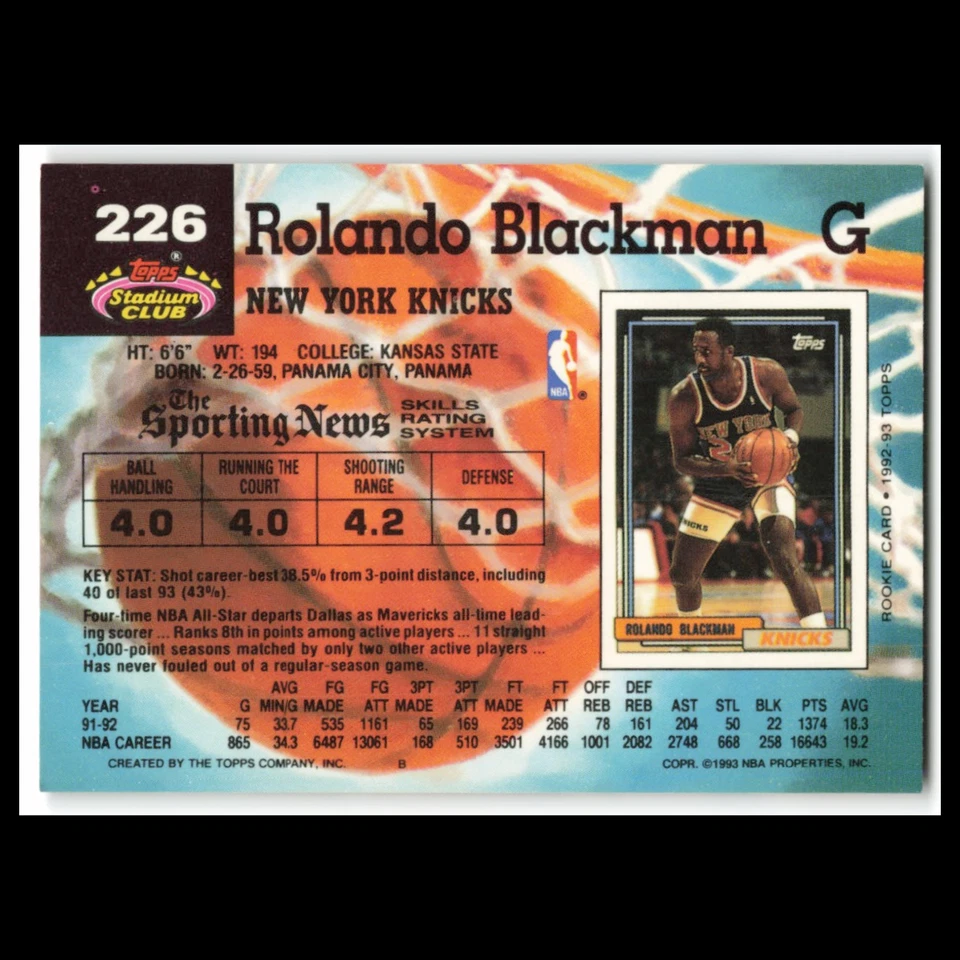 226
Rolando Blackman G
Topps®
Stadium
CLUB
NEW YORK KNICKS
HT: 6'6" WT: 194 COLLEGE: KANSAS STATE
BORN: 2-26-59, PANAMA CITY, PANAMA
NBA ®
The
Sporting News
SKILLS
RATING
SYSTEM
BALL HANDLING RUNNING THE COURT SHOOTING RANGE DEFENSE
4.0 4.0 4.2 4.0
KEY STAT: Shot career-best 38.5% from 3-point distance, including
40 of last 93 (43%).
Four-time NBA All-Star departs Dallas as Mavericks all-time lead-
ing scorer ... Ranks 8th in points among active players ... 11 straight
1,000-point seasons matched by only two other active players ...
Has never fouled out of a regular-season game.
topps
NEW YORK
2
NICKS
ROLANDO BLACKMAN
KNICKS
ROOKIE CARD • 1992-93 TOPPS
AVG FG FG 3PT 3PT FT FT OFF DEF
YEAR G MIN/G MADE ATT MADE ATT MADE ATT REB REB AST STL BLK PTS AVG
91-92 75 33.7 535 1161 65 169 239 266 78 161 204 50 22 1374 18.3
NBA CAREER 865 34.3 6487 13061 168 510 3501 4166 1001 2082 2748 668 258 16643 19.2
CREATED BY THE TOPPS COMPANY, INC. B COPR. ©1993 NBA PROPERTIES, INC.